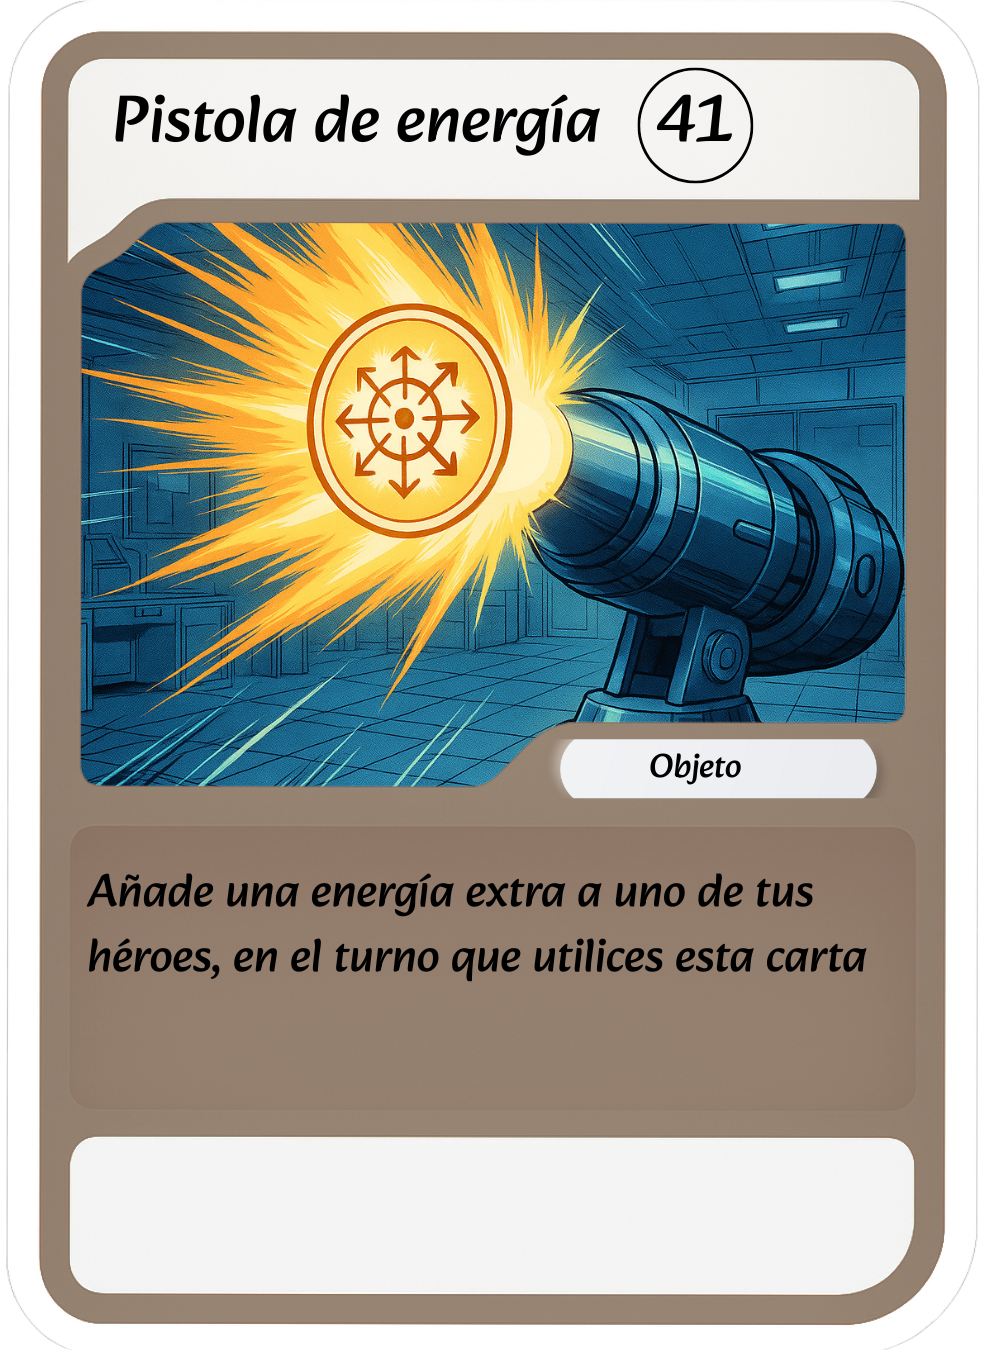 Pistola de energía 41
Objeto
Añade una energía extra a uno de tus
héroes, en el turno que utilices esta carta